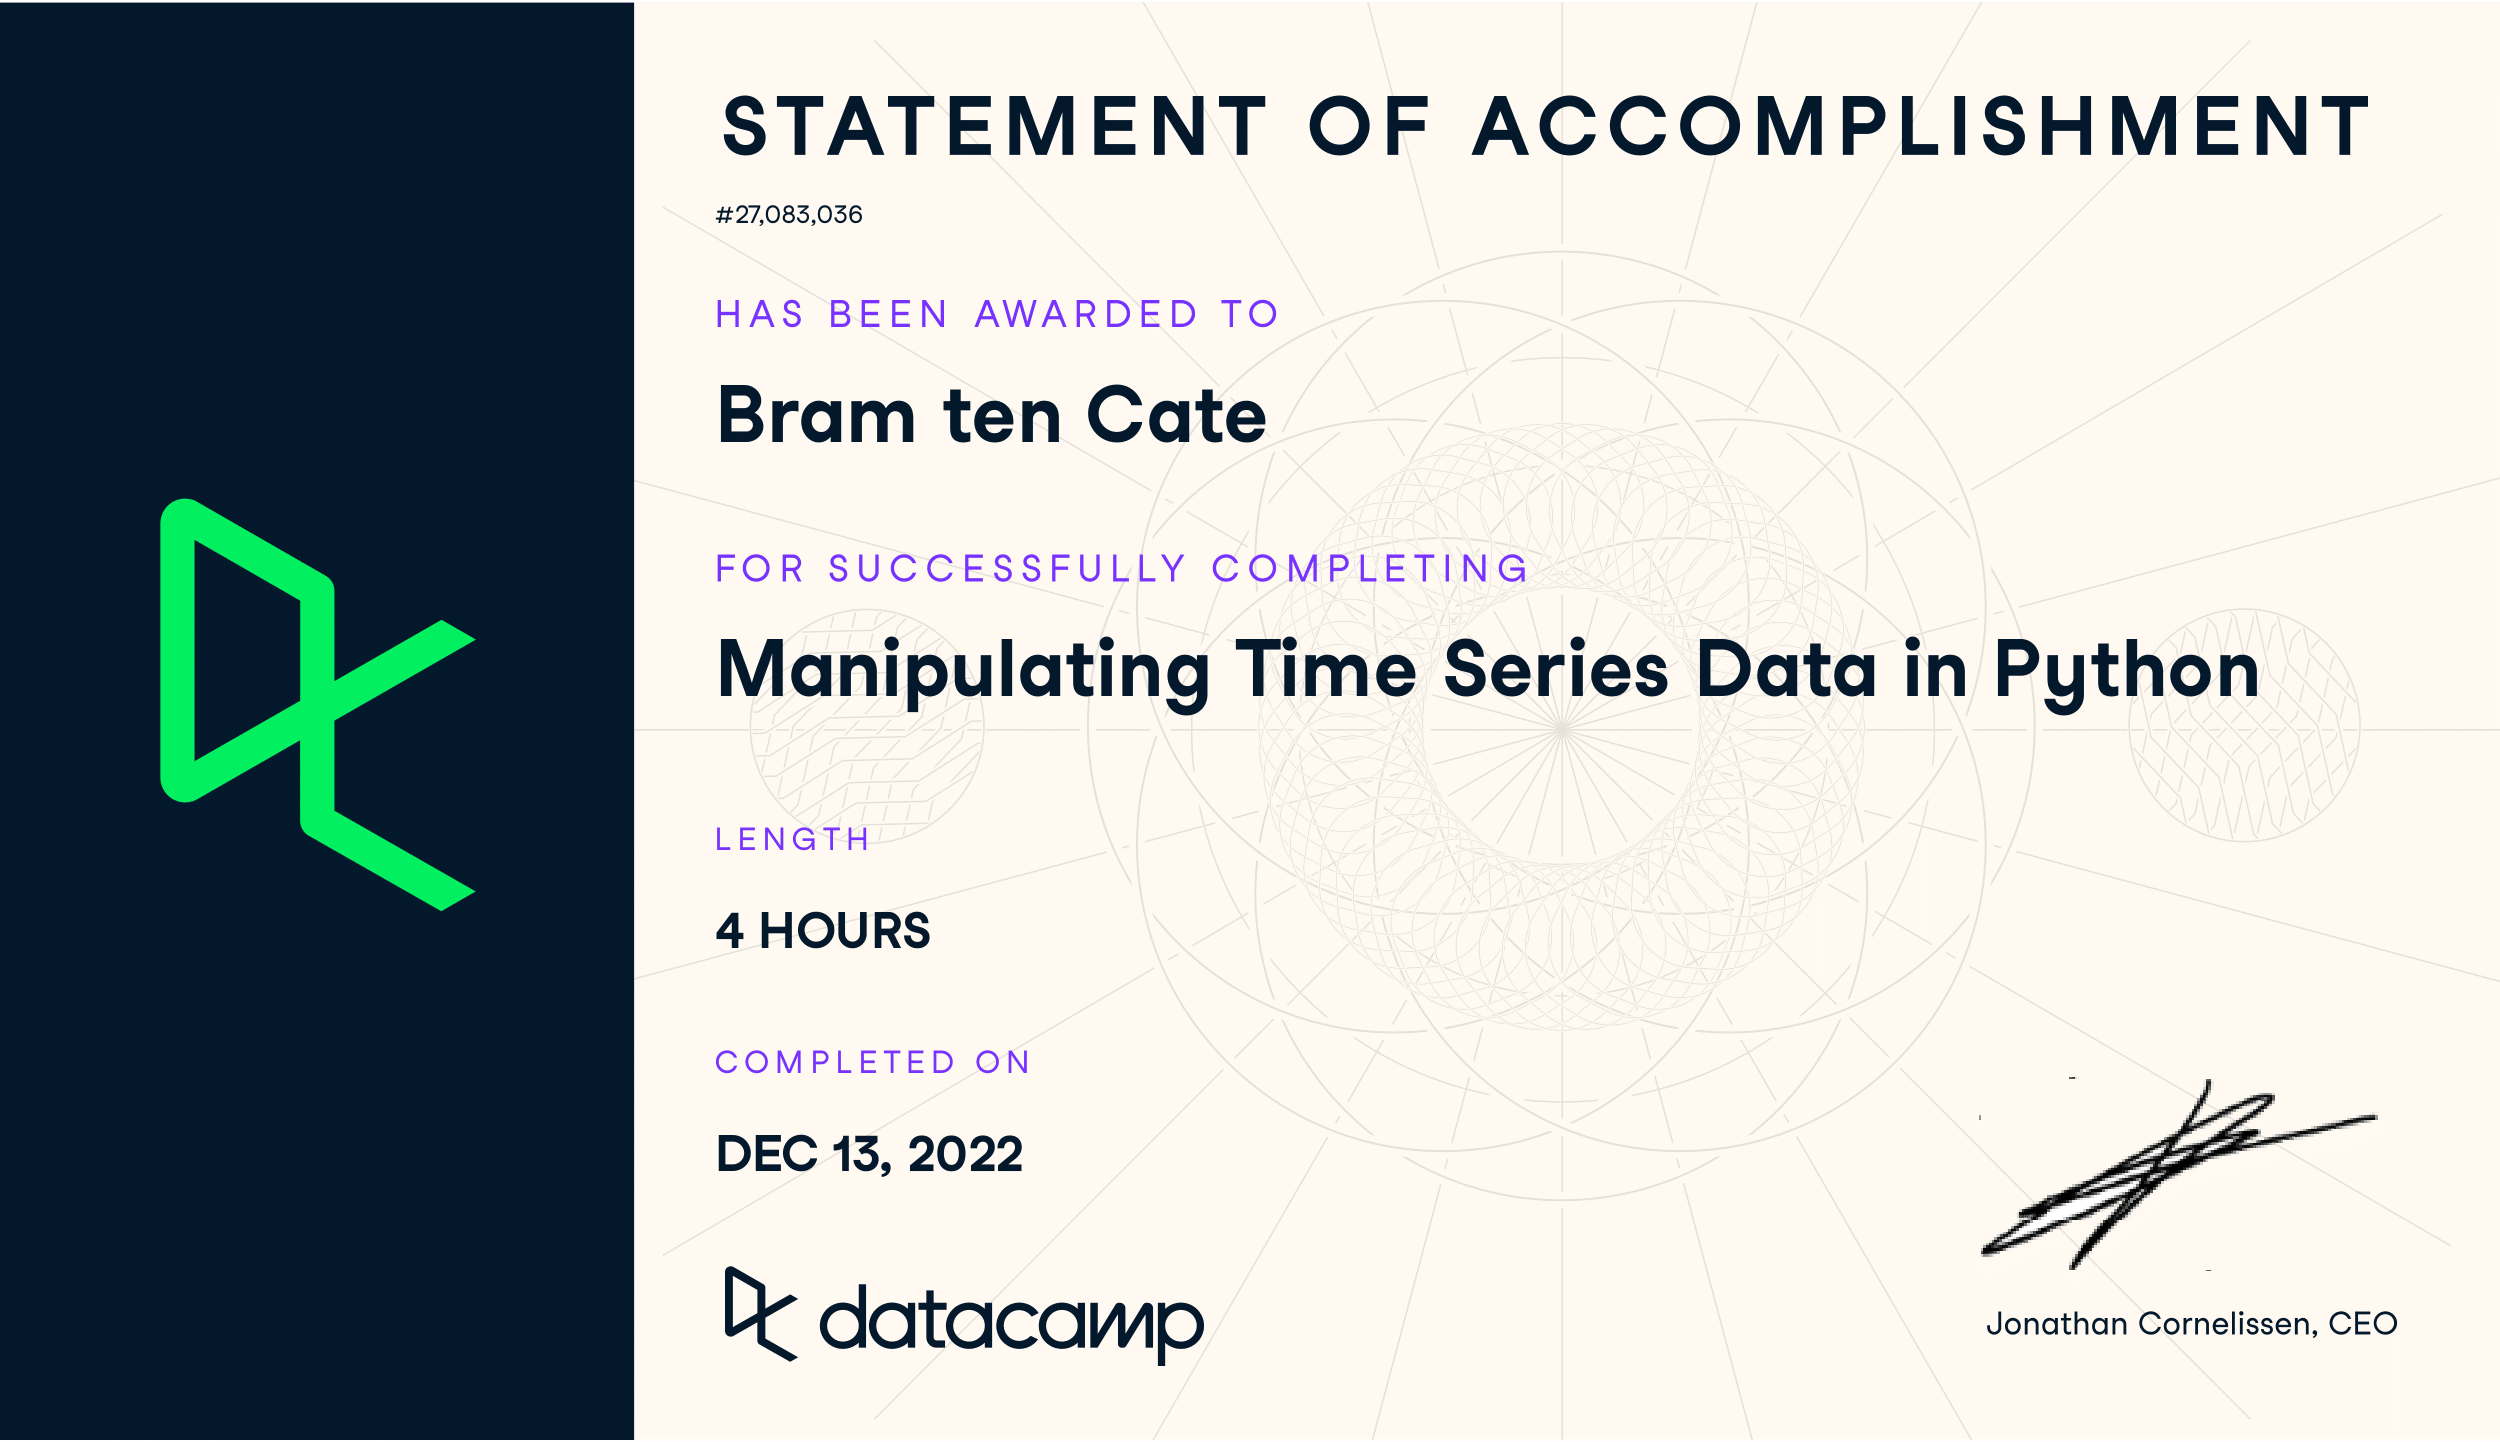 STATEMENT OF ACCOMPLISHMENT
#27,083,036
HAS BEEN AWARDED TO
Bram ten Cate
FOR SUCCESSFULLY COMPLETING
Manipulating Time Series Data in Python
LENGTH
4 HOURS
COMPLETED ON
DEC 13, 2022
datacamp
Jonathan Cornelissen, CEO